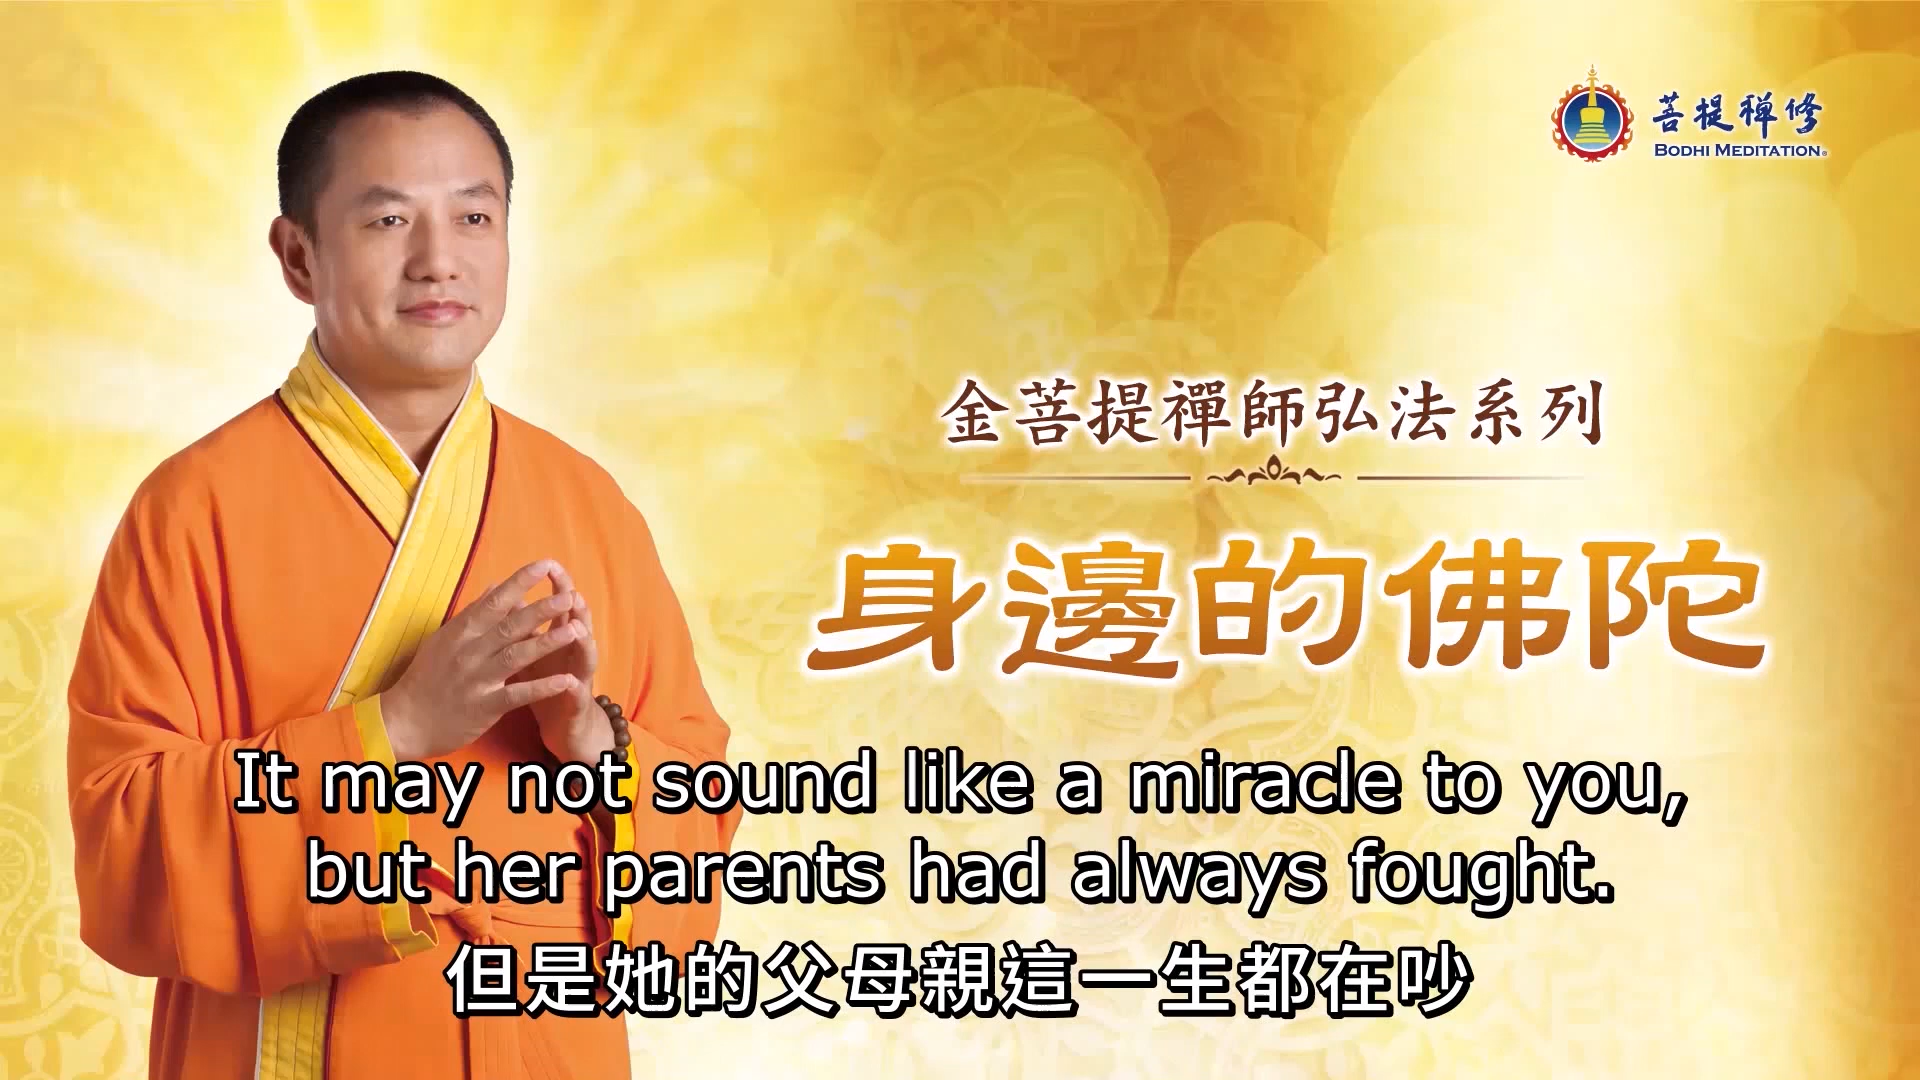 菩提禪修
BODHI MEDITATION®
金菩提禪師弘法系列
身邊的佛陀
It may not sound like a miracle to you,
but her parents had always fought.
但是她的父母親這一生都在吵